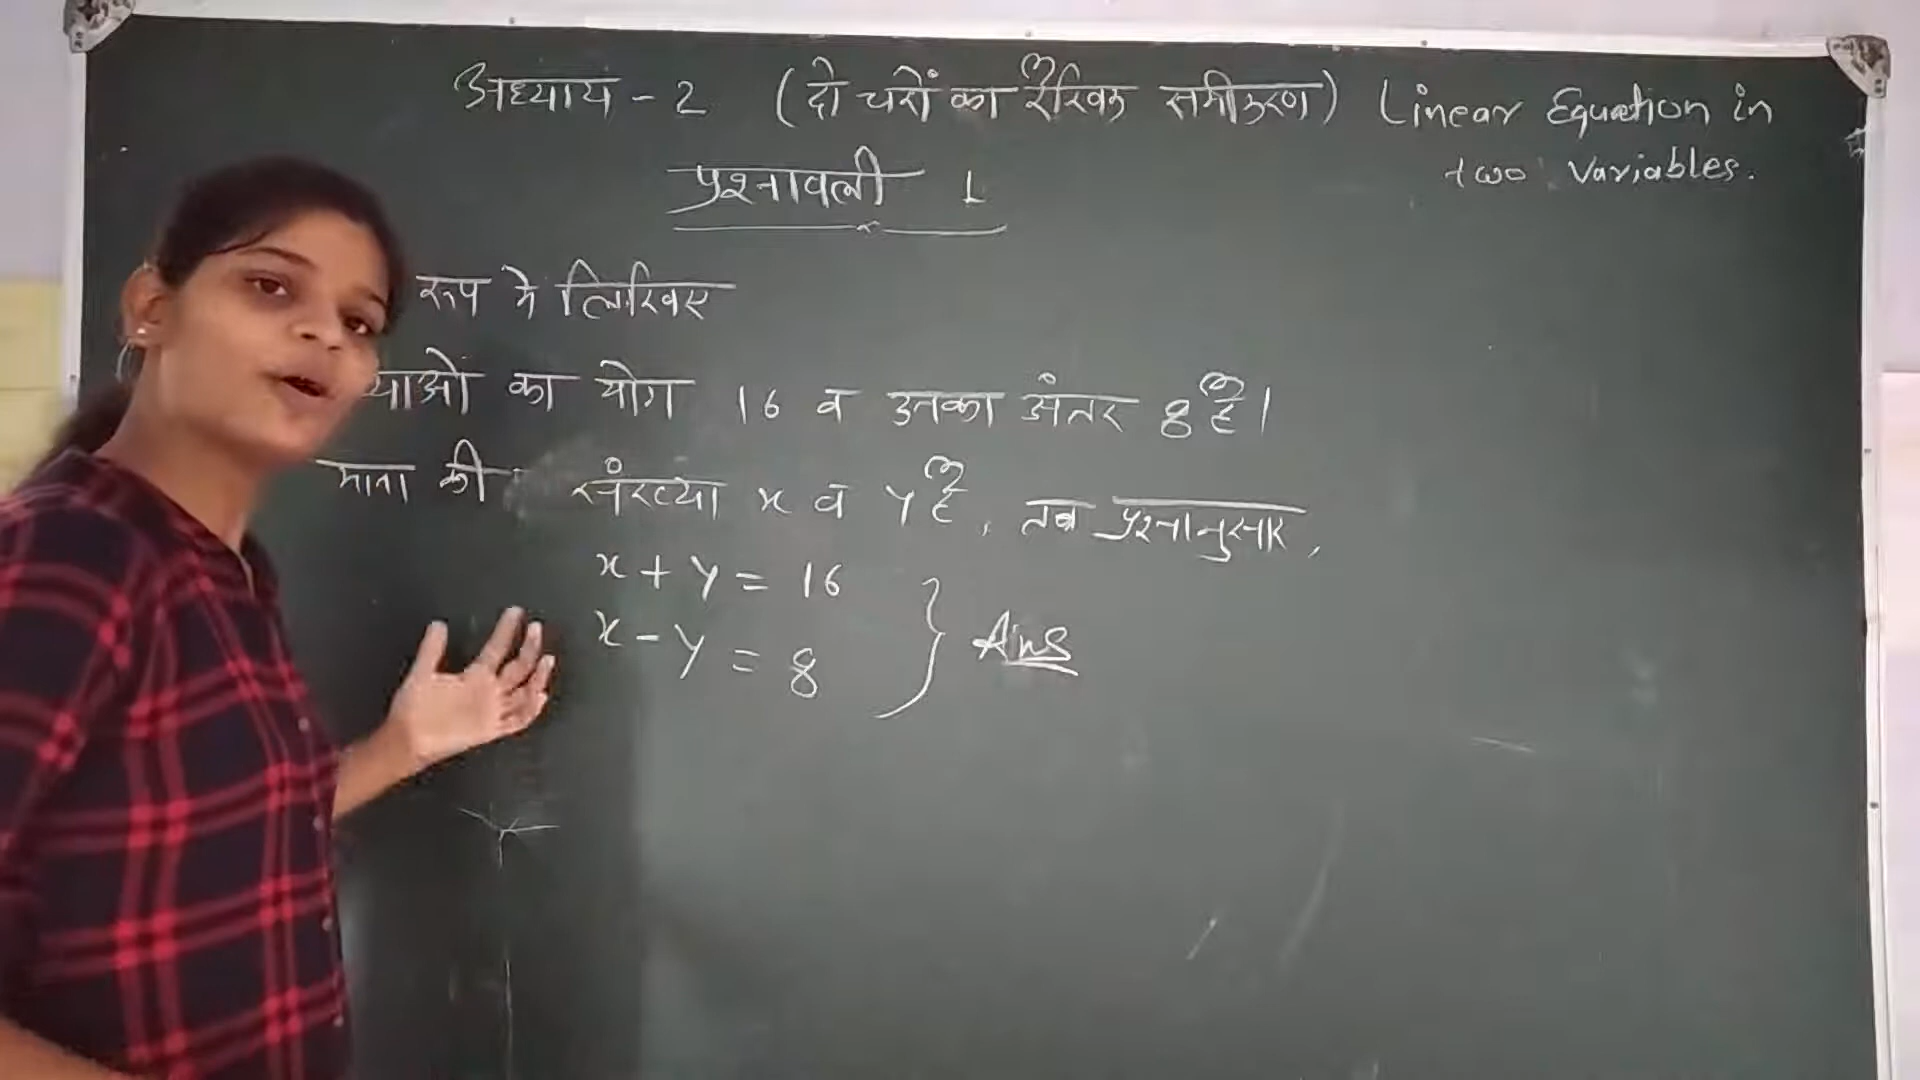 अध्याय - 2 (दो चरों का रैखिक समीकरण) Linear Equation in
two Variables.
प्रश्नावली 1
रूप में लिखिए
याओं का योग 16 व उनका अंतर 8 है।
माना की संख्या x व y है, तब प्रश्नानुसार,
x + y = 16
x - y = 8
Ans